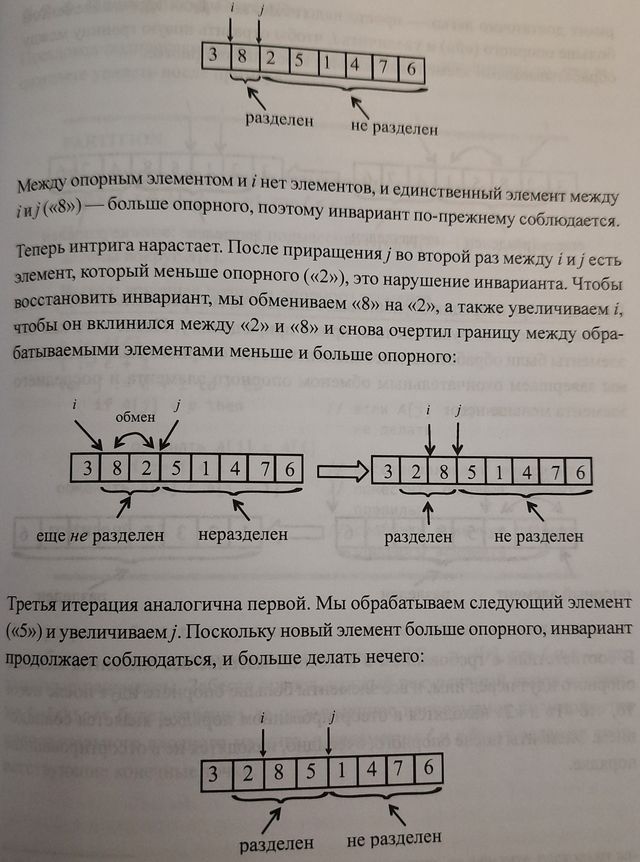 i j
3 8 2 5 1 4 7 6
разделен
не разделен
Между опорным элементом и i нет элементов, и единственный элемент между
i и j («8») — больше опорного, поэтому инвариант по-прежнему соблюдается.
Теперь интрига нарастает. После приращения j во второй раз между i и j есть
элемент, который меньше опорного («2»), это нарушение инварианта. Чтобы
восстановить инвариант, мы обмениваем «8» на «2», а также увеличиваем i,
чтобы он вклинился между «2» и «8» и снова очертил границу между обра-
батываемыми элементами меньше и больше опорного:
i обмен j i j
3 8 2 5 1 4 7 6 3 2 8 5 1 4 7 6
еще не разделен неразделен разделен не разделен
Третья итерация аналогична первой. Мы обрабатываем следующий элемент
(«5») и увеличиваем j. Поскольку новый элемент больше опорного, инвариант
продолжает соблюдаться, и больше делать нечего:
i j
3 2 8 5 1 4 7 6
разделен не разделен